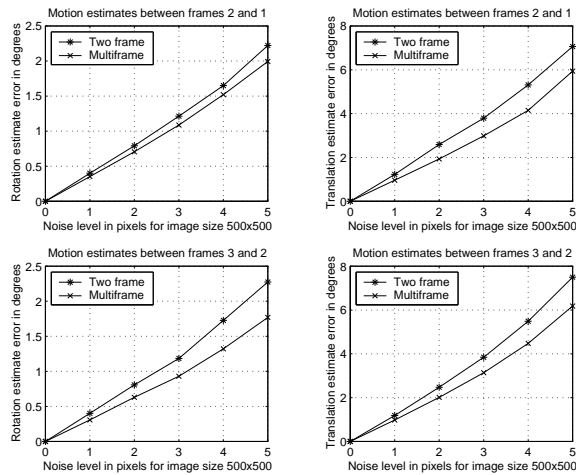 Motion estimates between frames 2 and 1
Rotation estimate error in degrees
2.5
2
1.5
1
0.5
0
Two frame
Multiframe
0 1 2 3 4 5
Noise level in pixels for image size 500x500
Motion estimates between frames 2 and 1
Translation estimate error in degrees
8
6
4
2
0
Two frame
Multiframe
0 1 2 3 4 5
Noise level in pixels for image size 500x500
Motion estimates between frames 3 and 2
Rotation estimate error in degrees
2.5
2
1.5
1
0.5
0
Two frame
Multiframe
0 1 2 3 4 5
Noise level in pixels for image size 500x500
Motion estimates between frames 3 and 2
Translation estimate error in degrees
8
6
4
2
0
Two frame
Multiframe
0 1 2 3 4 5
Noise level in pixels for image size 500x500